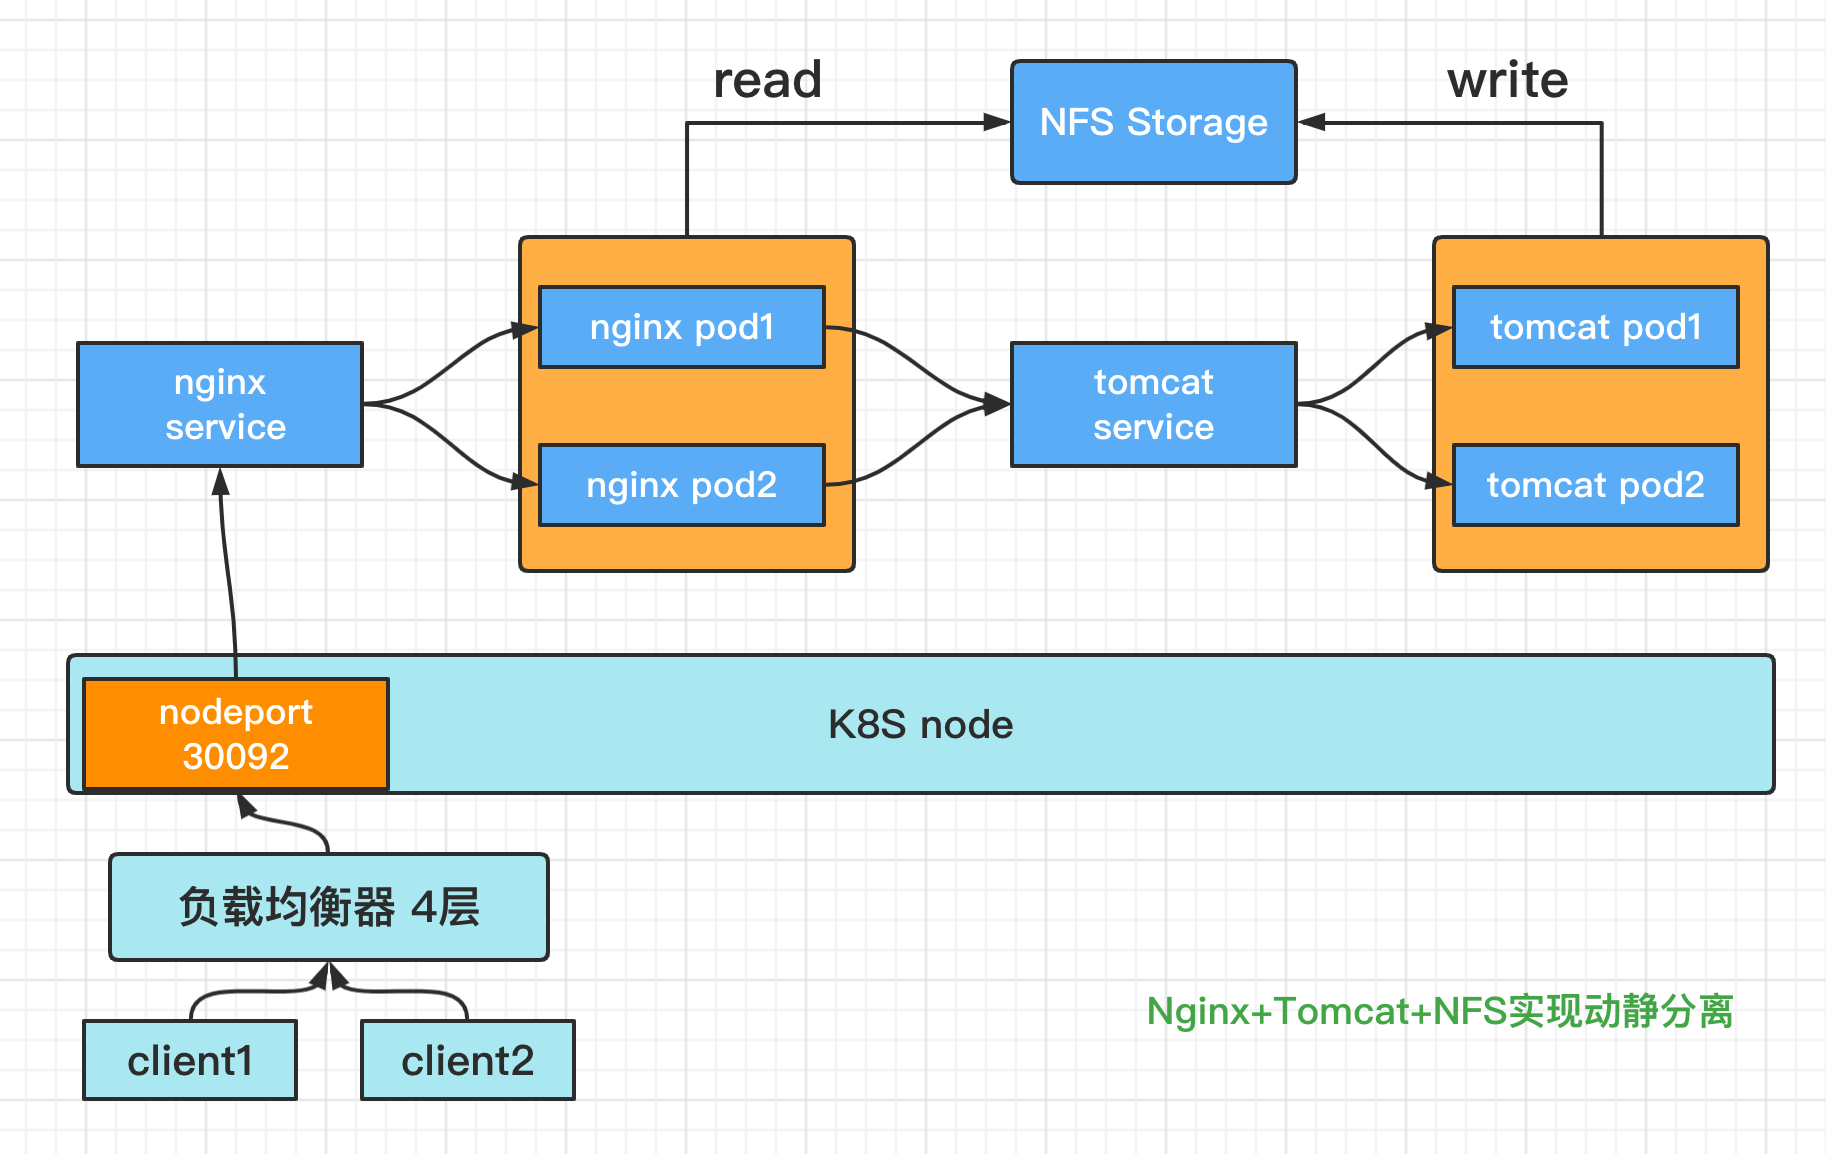 read
NFS Storage
write
nginx pod1
tomcat pod1
nginx
service
tomcat
service
nginx pod2
tomcat pod2
nodeport
30092
K8S node
负载均衡器 4层
Nginx+Tomcat+NFS实现动静分离
client1
client2